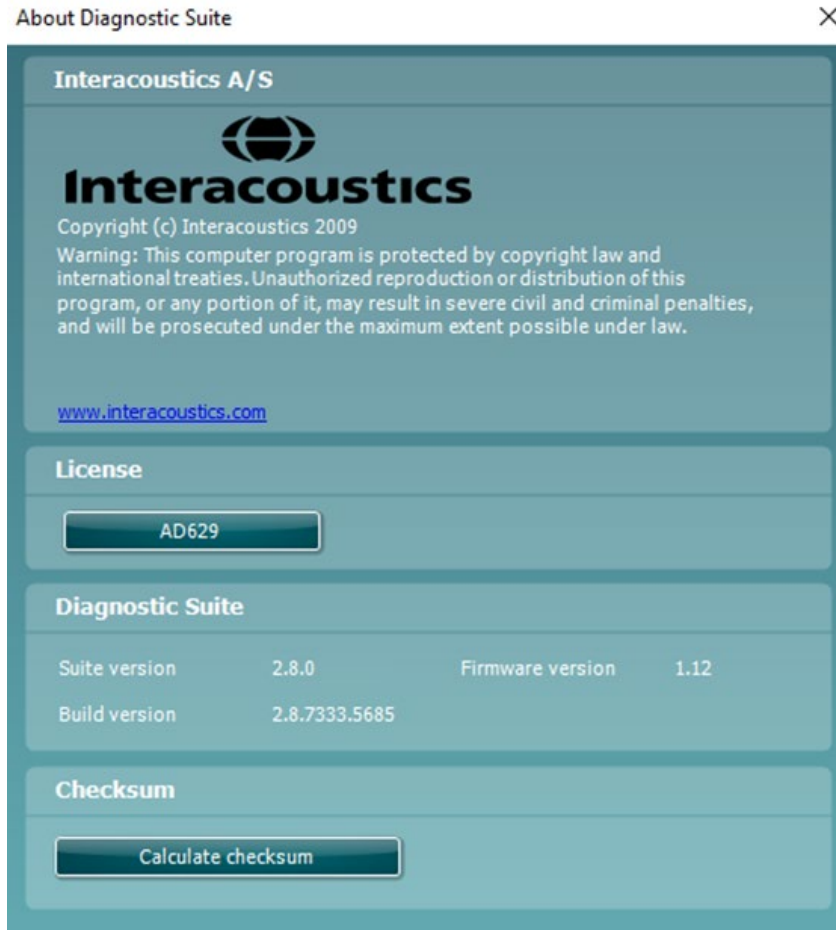 About Diagnostic Suite
Interacoustics A/S
Interacoustics
Copyright (c) Interacoustics 2009
Warning: This computer program is protected by copyright law and
international treaties. Unauthorized reproduction or distribution of this
program, or any portion of it, may result in severe civil and criminal penalties,
and will be prosecuted under the maximum extent possible under law.
www.interacoustics.com
License
AD629
Diagnostic Suite
Suite version 2.8.0 Firmware version 1.12
Build version 2.8.7333.5685
Checksum
Calculate checksum